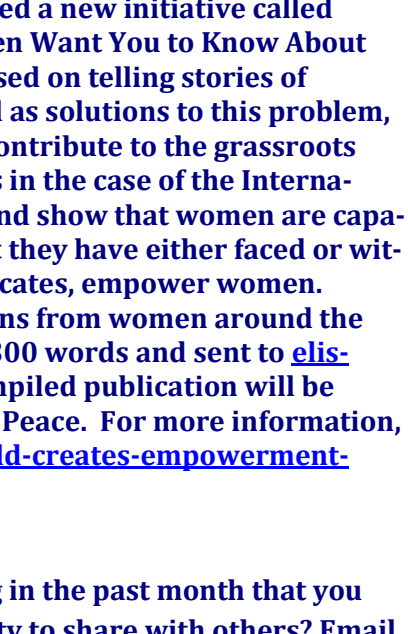 ed a new initiative called
en Want You to Know About
sed on telling stories of
l as solutions to this problem,
ontribute to the grassroots
s in the case of the Interna-
nd show that women are capa-
t they have either faced or wit-
cates, empower women.
ns from women around the
800 words and sent to elis-
mpiled publication will be
Peace.  For more information,
ld-creates-empowerment-
g in the past month that you
ty to share with others? Email